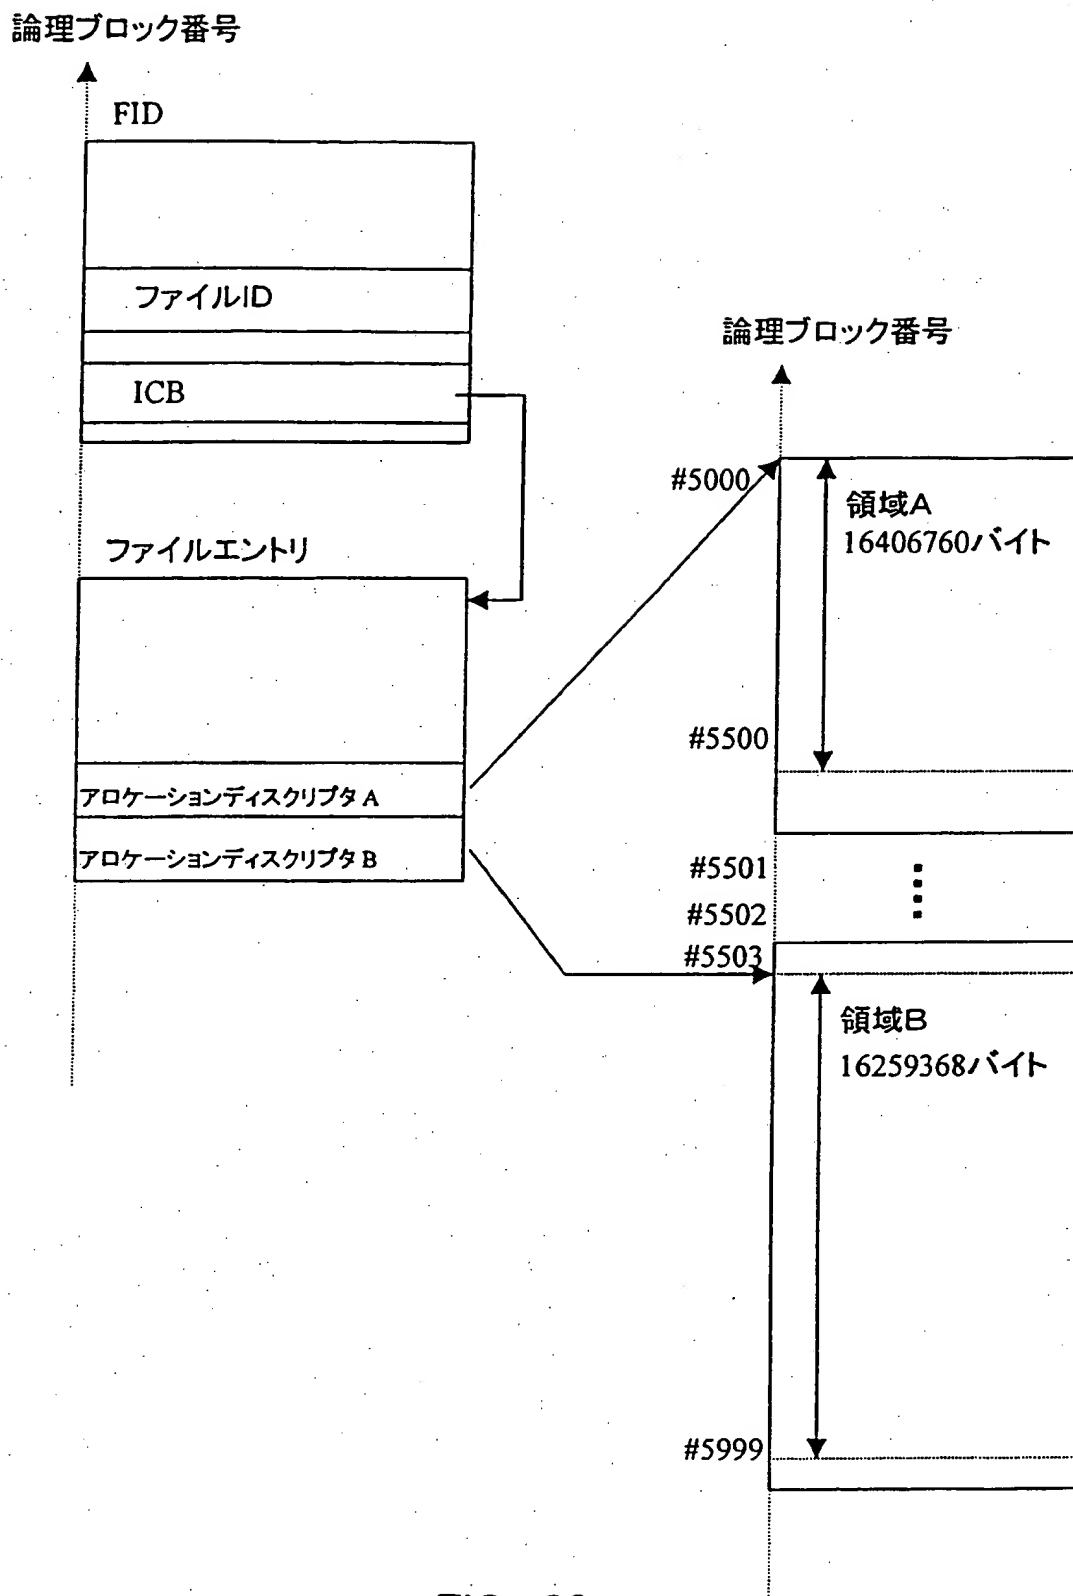 論理ブロック番号
FID
ファイルID
ICB
ファイルエントリ
アロケーションディスクリプタ A
アロケーションディスクリプタ B
論理ブロック番号
#5000
領域A
16406760バイト
#5500
#5501
#5502
#5503
領域B
16259368バイト
#5999